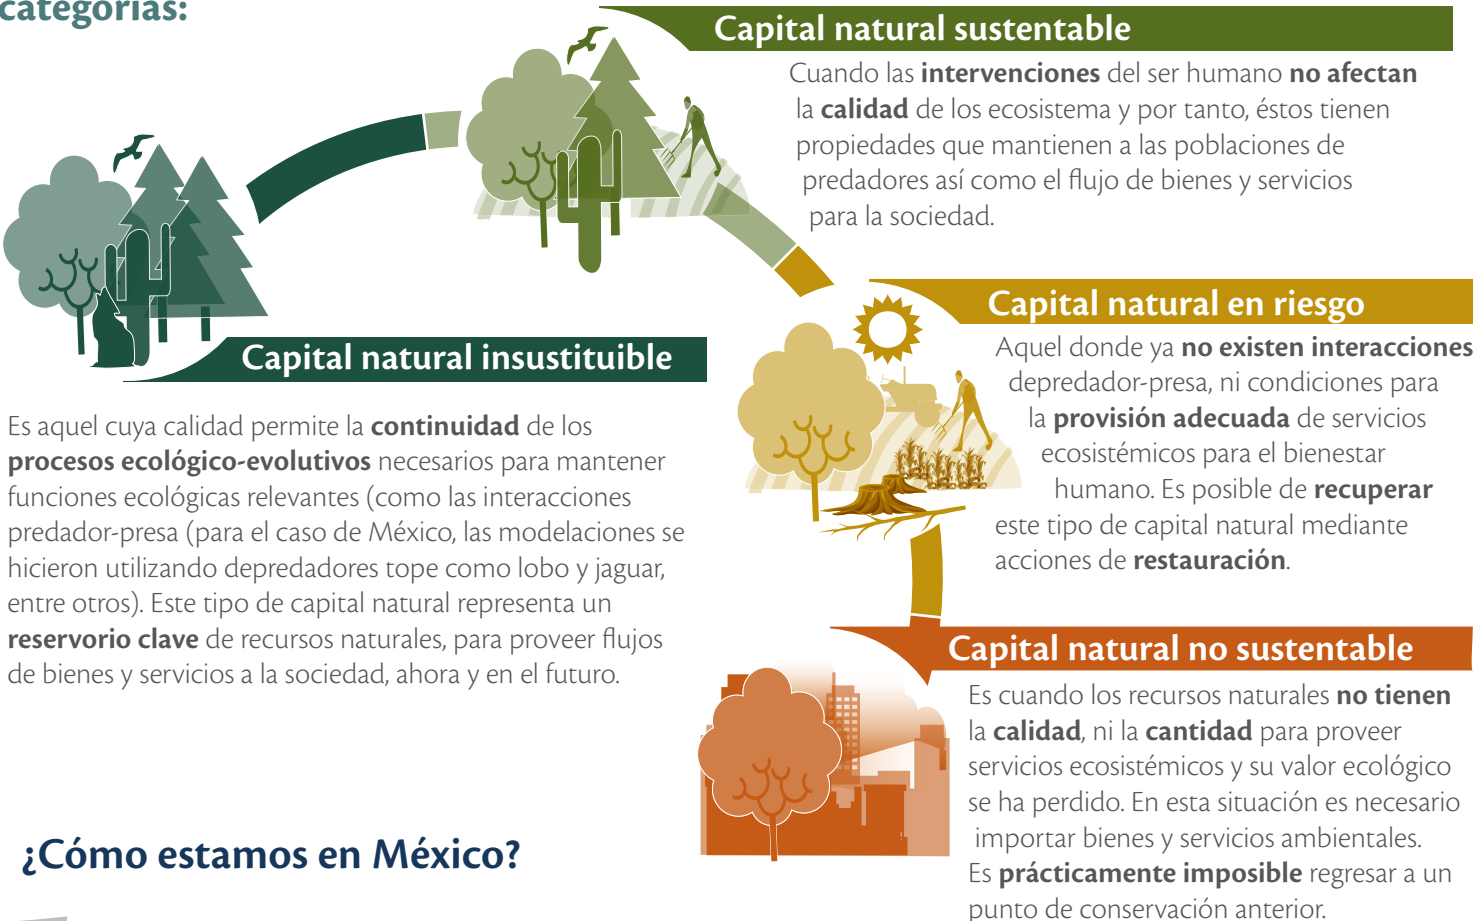 categorías:
Capital natural sustentable
Cuando las intervenciones del ser humano no afectan
la calidad de los ecosistema y por tanto, éstos tienen
propiedades que mantienen a las poblaciones de
predadores así como el flujo de bienes y servicios
para la sociedad.
Capital natural insustituible
Es aquel cuya calidad permite la continuidad de los
procesos ecológico-evolutivos necesarios para mantener
funciones ecológicas relevantes (como las interacciones
predador-presa (para el caso de México, las modelaciones se
hicieron utilizando depredadores tope como lobo y jaguar,
entre otros). Este tipo de capital natural representa un
reservorio clave de recursos naturales, para proveer flujos
de bienes y servicios a la sociedad, ahora y en el futuro.
Capital natural en riesgo
Aquel donde ya no existen interacciones
depredador-presa, ni condiciones para
la provisión adecuada de servicios
ecosistémicos para el bienestar
humano. Es posible de recuperar
este tipo de capital natural mediante
acciones de restauración.
Capital natural no sustentable
Es cuando los recursos naturales no tienen
la calidad, ni la cantidad para proveer
servicios ecosistémicos y su valor ecológico
se ha perdido. En esta situación es necesario
importar bienes y servicios ambientales.
Es prácticamente imposible regresar a un
punto de conservación anterior.
¿Cómo estamos en México?